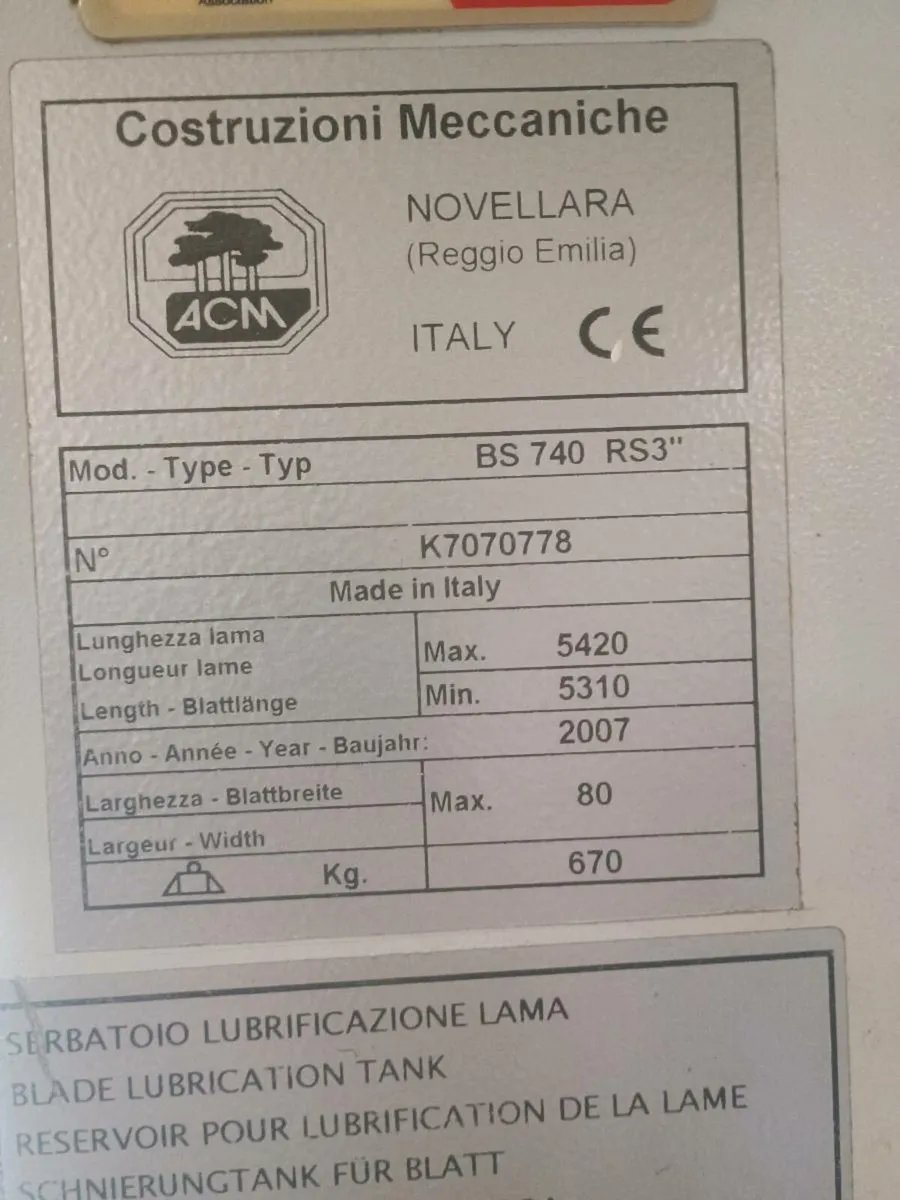 Association
Costruzioni Meccaniche
NOVELLARA
(Reggio Emilia)
ACM
ITALY CE
Mod. - Type - Typ BS 740 RS3"
N° K7070778
Made in Italy
Lunghezza lama
Longueur lame
Length - Blattlänge
Max. 5420
Min. 5310
Anno - Année - Year - Baujahr: 2007
Larghezza - Blattbreite
Largeur - Width
Max. 80
Kg. 670
SERBATOIO LUBRIFICAZIONE LAMA
BLADE LUBRICATION TANK
RESERVOIR POUR LUBRIFICATION DE LA LAME
SCHNIERUNGTANK FÜR BLATT